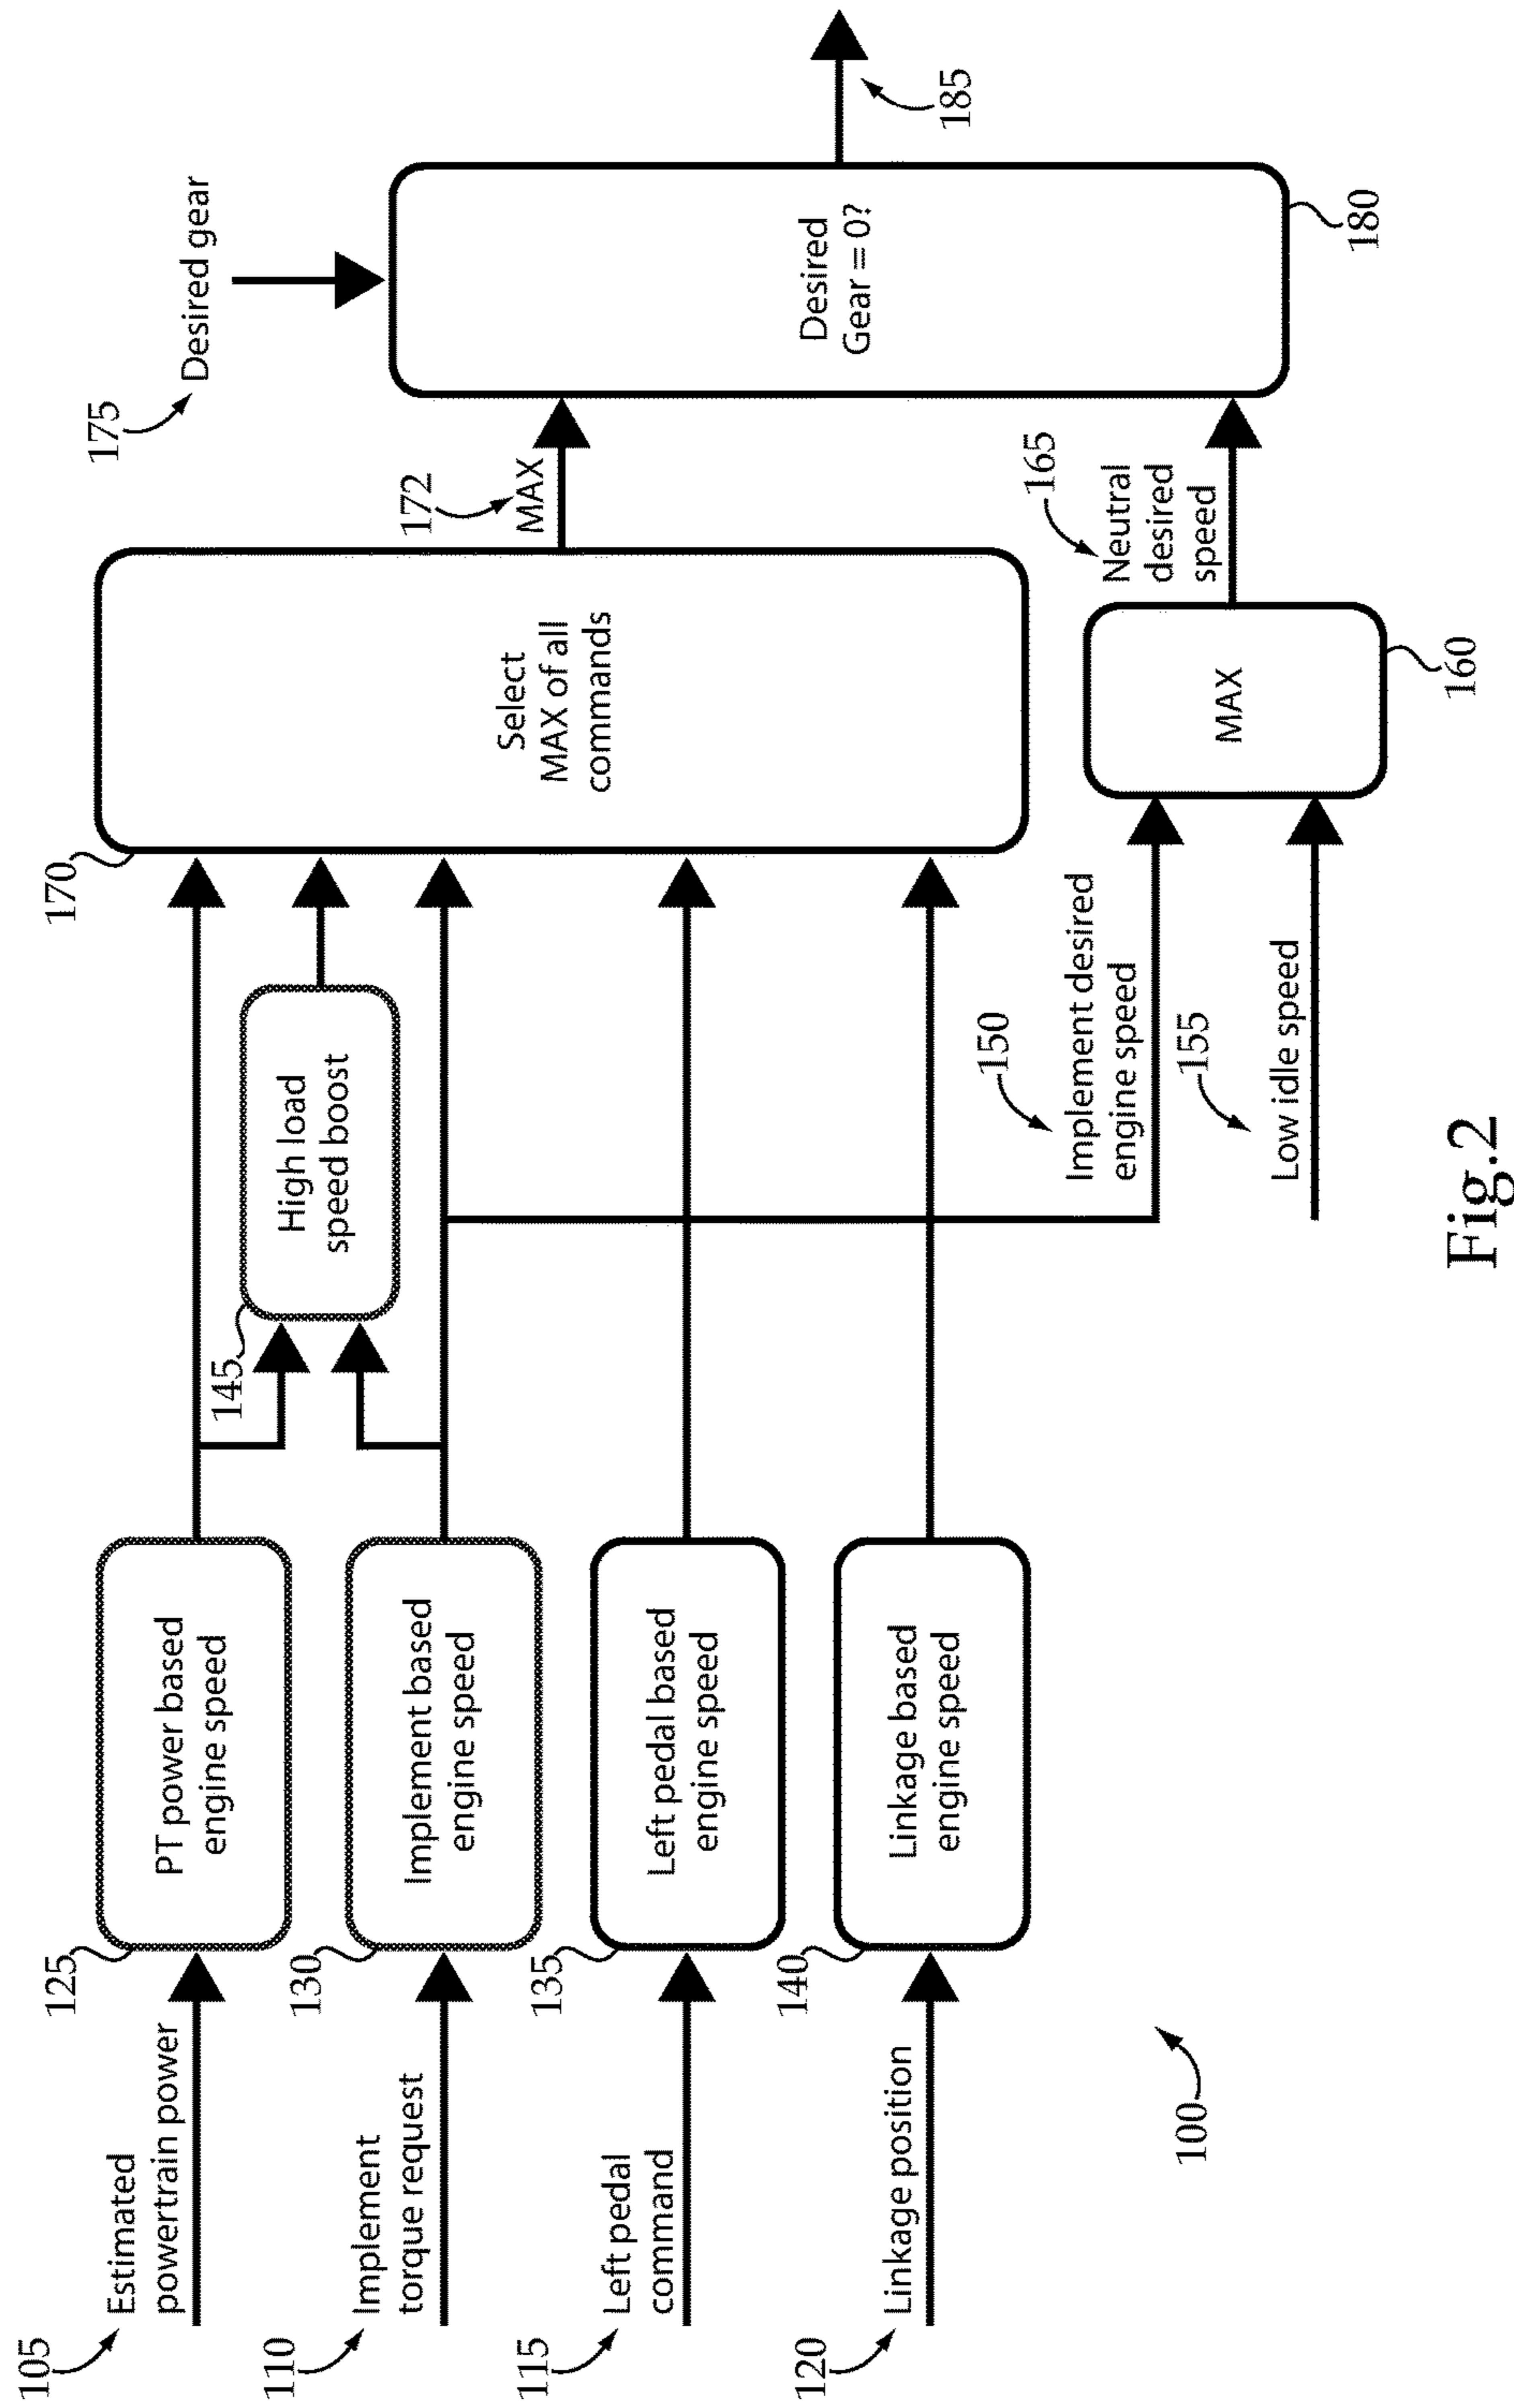 105
Estimated
powertrain power
125
PT power based
engine speed
110
Implement
torque request
130
Implement based
engine speed
115
Left pedal
command
135
Left pedal based
engine speed
120
Linkage position
140
Linkage based
engine speed
145
High load
speed boost
170
Select
MAX of all
commands
172
MAX
175
Desired gear
Desired
Gear = 0?
180
185
150
Implement desired
engine speed
155
Low idle speed
MAX
160
165
Neutral
desired
speed
100
Fig.2